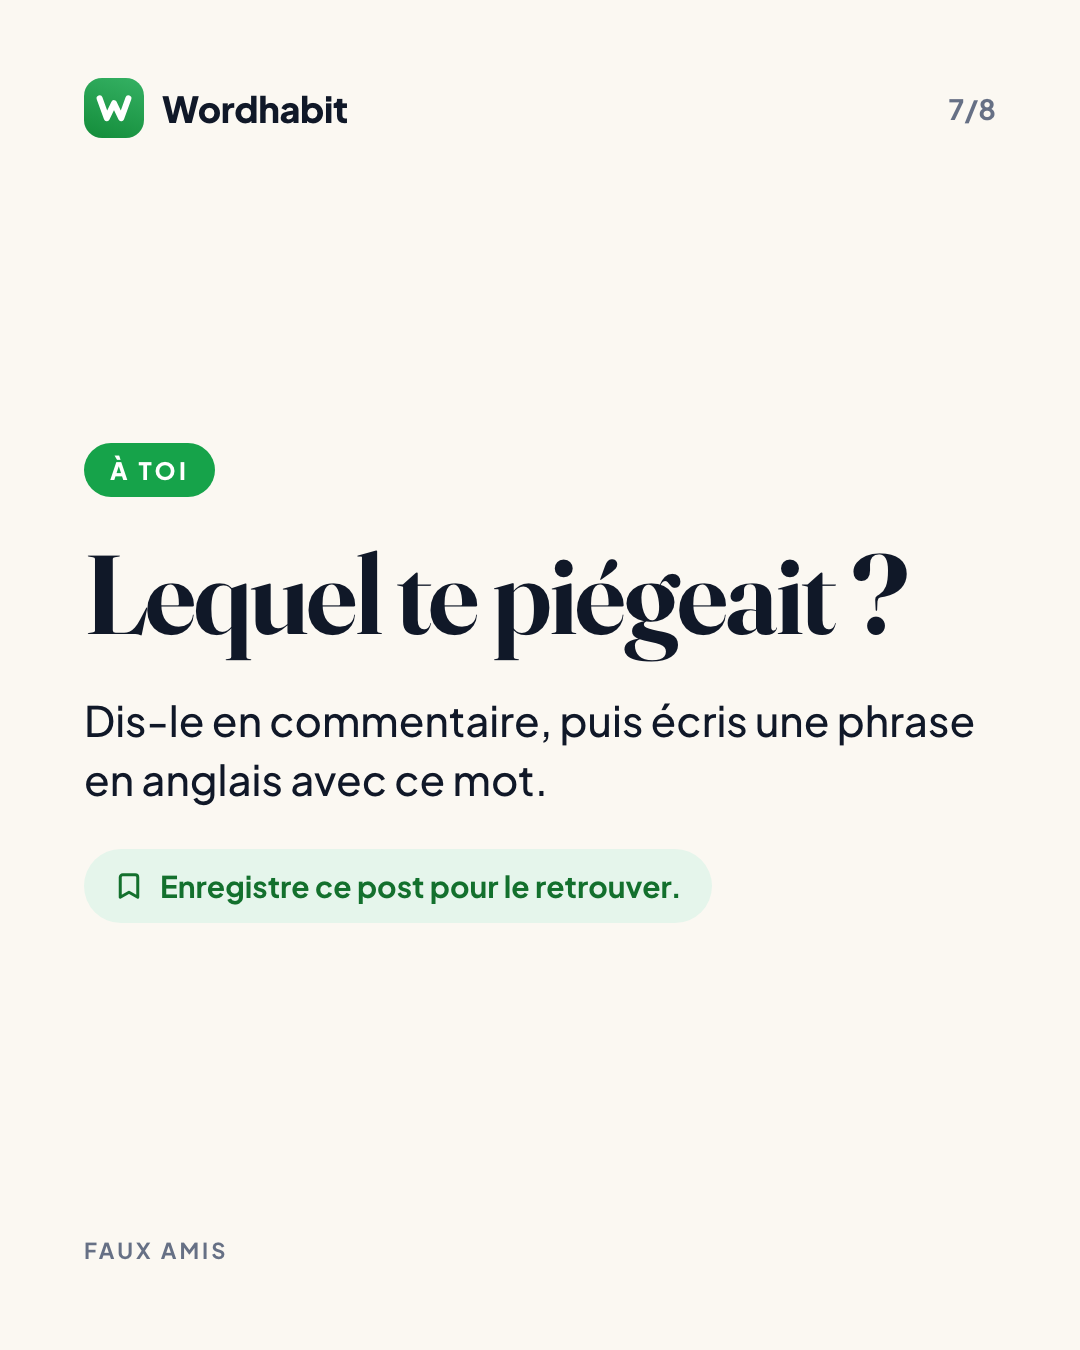 Wordhabit
7/8
À TOI
Lequel te piégeait ?
Dis-le en commentaire, puis écris une phrase
en anglais avec ce mot.
Enregistre ce post pour le retrouver.
FAUX AMIS